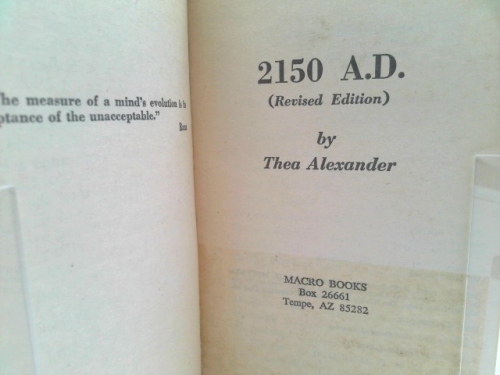 he measure of a mind's evolution is
ptance of the unacceptable."
2150 A.D.
(Revised Edition)
by
Thea Alexander
MACRO BOOKS
Box 26661
Tempe, AZ 85282